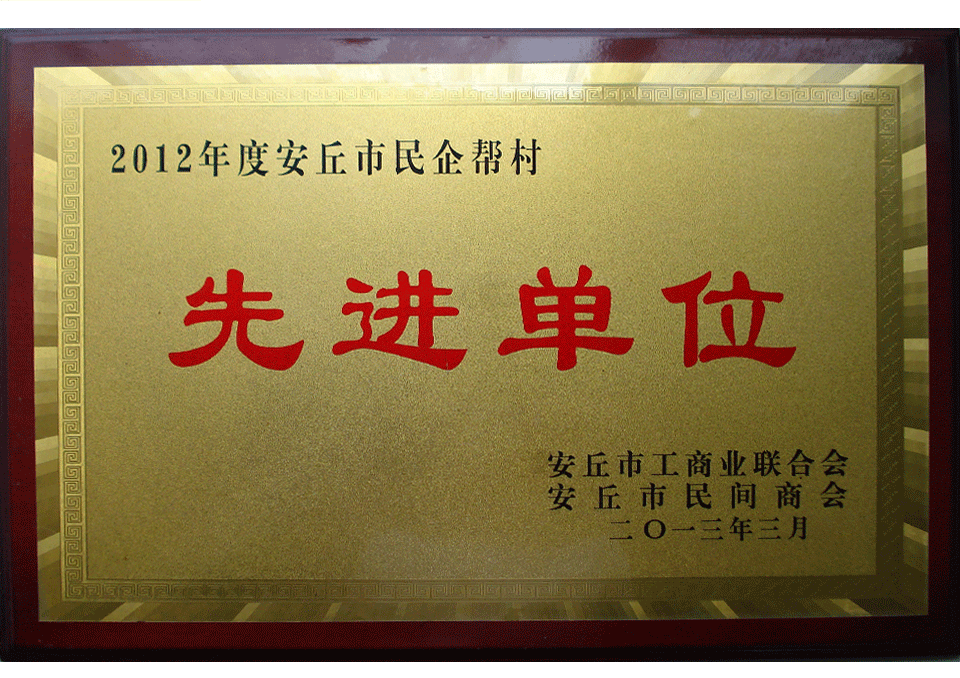 2012年度安丘市民企帮村
先进单位
安丘市工商业联合会
安丘市民间商会
二〇一三年三月